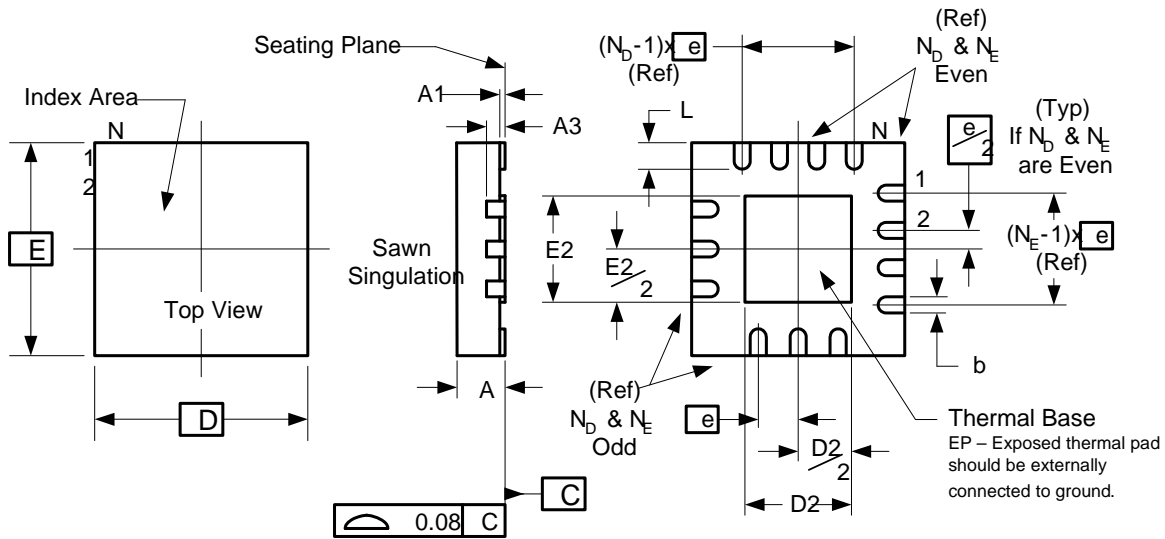 Seating Plane
Index Area
N
1
2
E
Top View
D
A1
A3
Sawn
Singulation
A
0.08 C
C
(N_D-1)x e
(Ref)
(Ref)
N_D & N_E
Even
L
N
e/2
(Typ)
If N_D & N_E
are Even
1
2
(N_E-1)x e
(Ref)
E2
E2/2
b
(Ref)
N_D & N_E
Odd
e
D2/2
D2
Thermal Base
EP – Exposed thermal pad
should be externally
connected to ground.